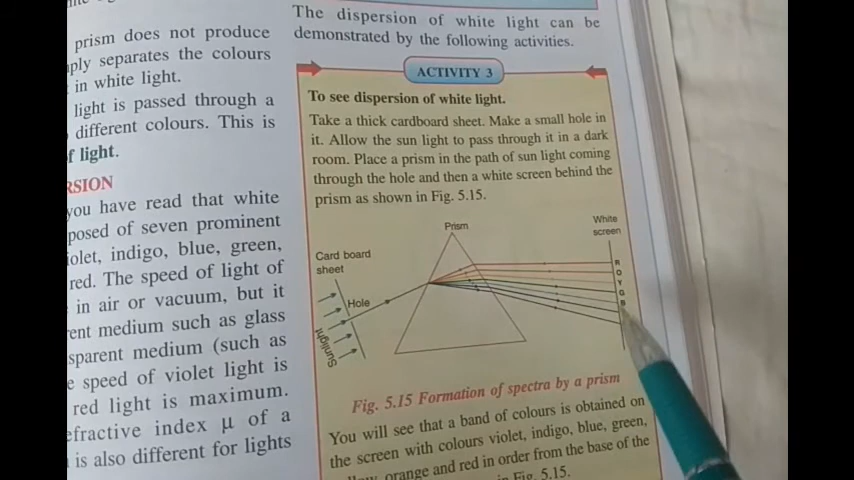 prism does not produce
separates the colours
in white light.
light is passed through a
different colours. This is
of light.
you have read that white
of seven prominent
indigo, blue, green,
red. The speed of light of
in air or vacuum, but it
medium such as glass
medium (such as
speed of violet light is
red light is maximum.
index μ of a
is also different for lights
The dispersion of white light can be
demonstrated by the following activities.
ACTIVITY 3
To see dispersion of white light.
Take a thick cardboard sheet. Make a small hole in
it. Allow the sun light to pass through it in a dark
room. Place a prism in the path of sun light coming
through the hole and then a white screen behind the
prism as shown in Fig. 5.15.
Prism
White
screen
Card board
sheet
Hole
Sunlight
R
O
Y
G
B
Fig. 5.15 Formation of spectra by a prism
You will see that a band of colours is obtained on
the screen with colours violet, indigo, blue, green,
orange and red in order from the base of the
in Fig. 5.15.